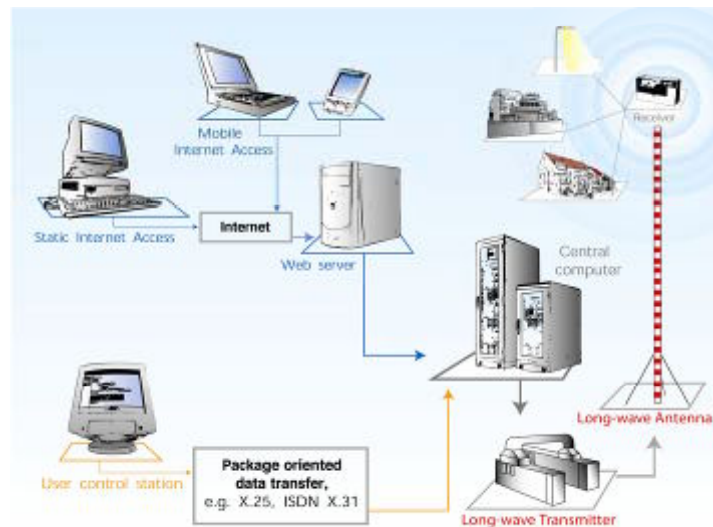 Mobile
Internet Access
Receiver
Static Internet Access
Internet
Web server
Central
computer
User control station
Package oriented
data transfer,
e.g. X.25, ISDN X.31
Long-wave Antenna
Long-wave Transmitter